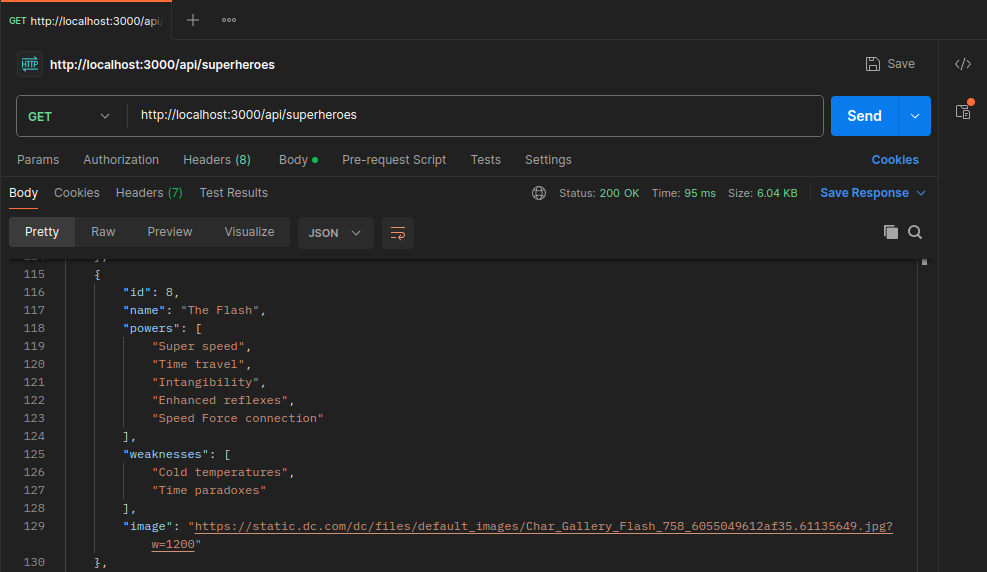 GET http://localhost:3000/api/
HTTP http://localhost:3000/api/superheroes Save
GET http://localhost:3000/api/superheroes Send
Params Authorization Headers (8) Body Pre-request Script Tests Settings Cookies
Body Cookies Headers (7) Test Results Status: 200 OK Time: 95 ms Size: 6.04 KB Save Response
Pretty Raw Preview Visualize JSON
115 {
116 "id": 8,
117 "name": "The Flash",
118 "powers": [
119 "Super speed",
120 "Time travel",
121 "Intangibility",
122 "Enhanced reflexes",
123 "Speed Force connection"
124 ],
125 "weaknesses": [
126 "Cold temperatures",
127 "Time paradoxes"
128 ],
129 "image": "https://static.dc.com/dc/files/default_images/Char_Gallery_Flash_758_6055049612af35.61135649.jpg?
w=1200"
130 },